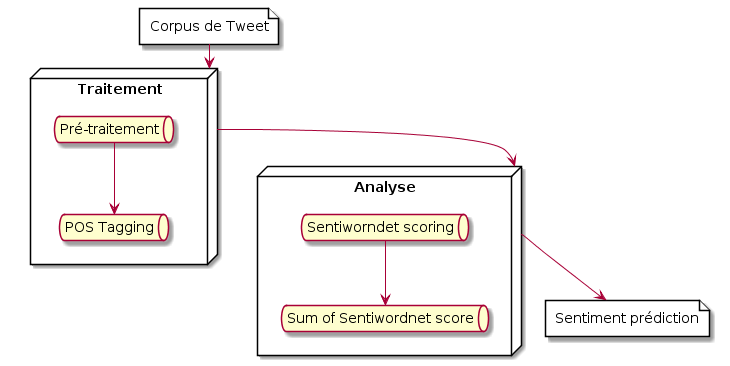 Corpus de Tweet
Traitement
Pré-traitement
POS Tagging
Analyse
Sentiworndet scoring
Sum of Sentiwordnet score
Sentiment prédiction